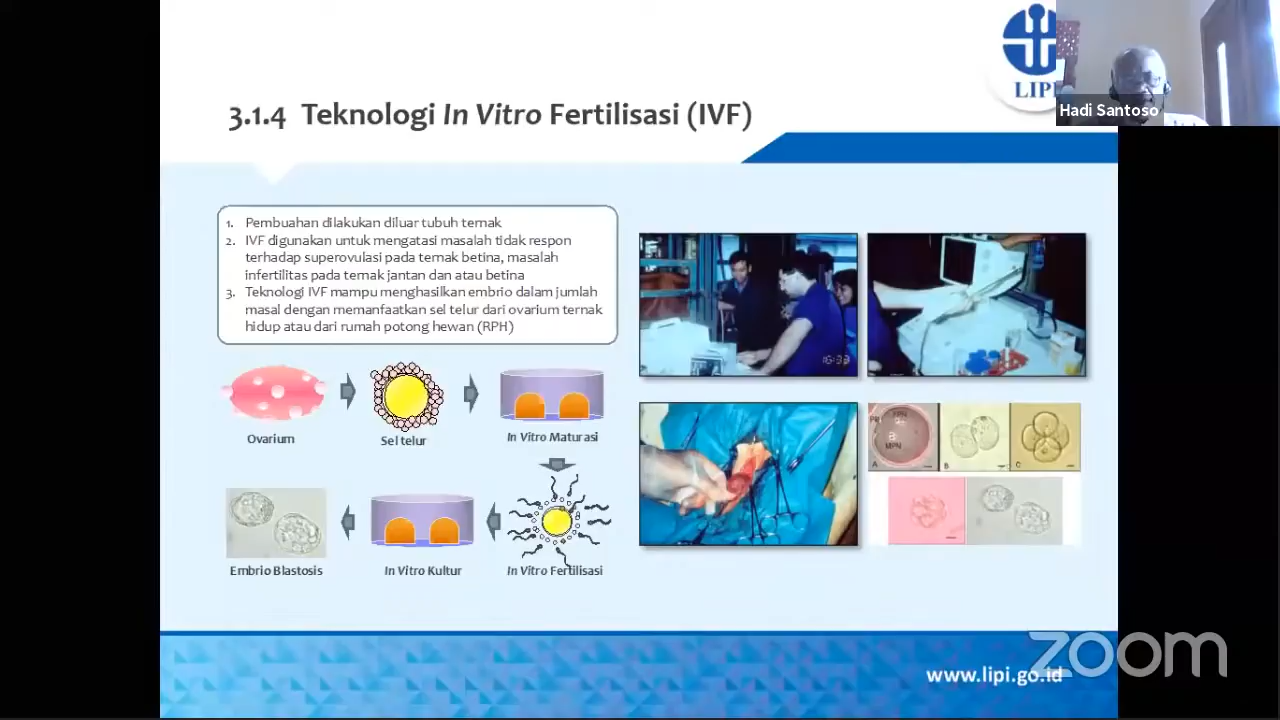 LIPI
Hadi Santoso
3.1.4 Teknologi In Vitro Fertilisasi (IVF)
1. Pembuahan dilakukan diluar tubuh ternak
2. IVF digunakan untuk mengatasi masalah tidak respon
terhadap superovulasi pada ternak betina, masalah
infertilitas pada ternak jantan dan atau betina
3. Teknologi IVF mampu menghasilkan embrio dalam jumlah
masal dengan memanfaatkan sel telur dari ovarium ternak
hidup atau dari rumah potong hewan (RPH)
Ovarium
Sel telur
In Vitro Maturasi
Embrio Blastosis
In Vitro Kultur
In Vitro Fertilisasi
MPN
A
B
C
zoom
www.lipi.go.id